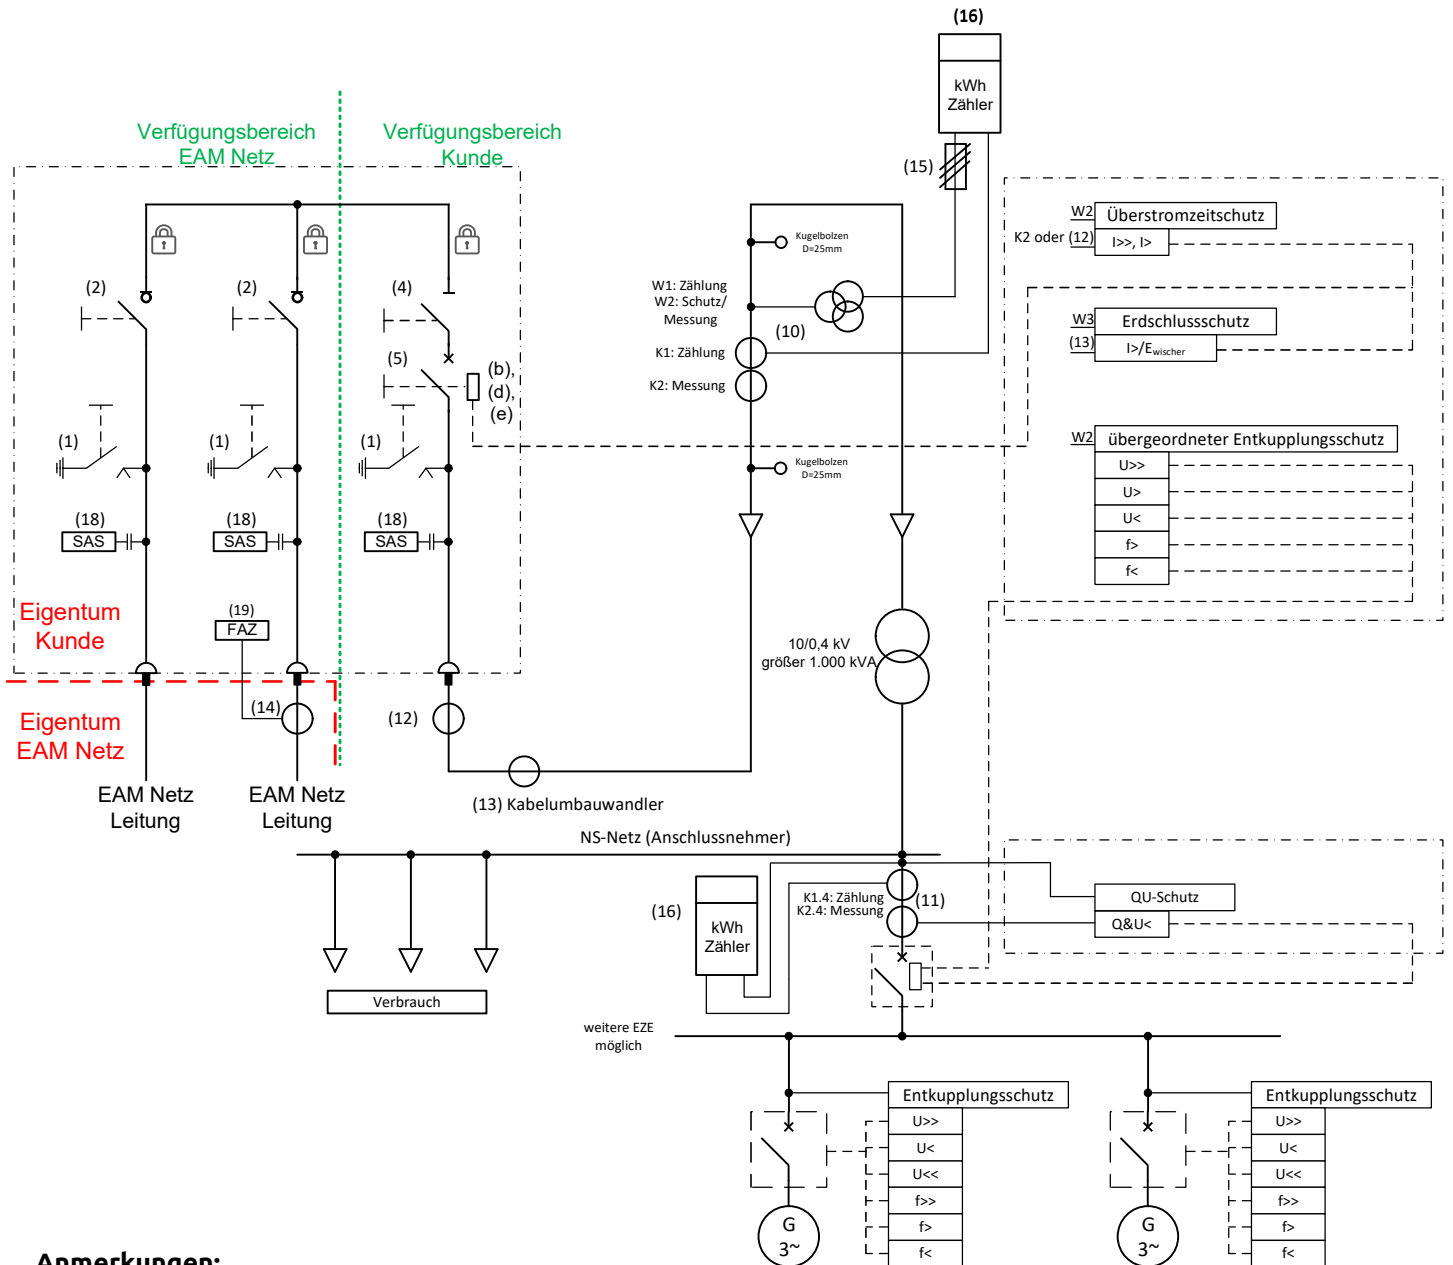 (16)
kWh
Zähler
(15)
Verfügungsbereich
EAM Netz
Verfügungsbereich
Kunde
(2)
(2)
(4)
(5)
(b),
(d),
(e)
(1)
(1)
(1)
(18)
SAS
(18)
SAS
(18)
SAS
Eigentum
Kunde
(19)
FAZ
Eigentum
EAM Netz
(14)
(12)
EAM Netz
Leitung
EAM Netz
Leitung
(13) Kabelumbauwandler
Kugelbolzen
D=25mm
W1: Zählung
W2: Schutz/
Messung
(10)
K1: Zählung
K2: Messung
Kugelbolzen
D=25mm
10/0,4 kV
größer 1.000 kVA
W2
Überstromzeitschutz
K2 oder (12)
I>>, I>
W3
Erdschlussschutz
(13)
I>/Ewischer
W2
übergeordneter Entkupplungsschutz
U>>
U>
U<
f>
f<
NS-Netz (Anschlussnehmer)
(16)
kWh
Zähler
K1.4: Zählung
K2.4: Messung
(11)
QU-Schutz
Q&U<
Verbrauch
weitere EZE
möglich
Entkupplungsschutz
U>>
U<
U<<
f>>
f>
f<
G
3~
Entkupplungsschutz
U>>
U<
U<<
f>>
f>
f<
G
3~
Anmerkungen: